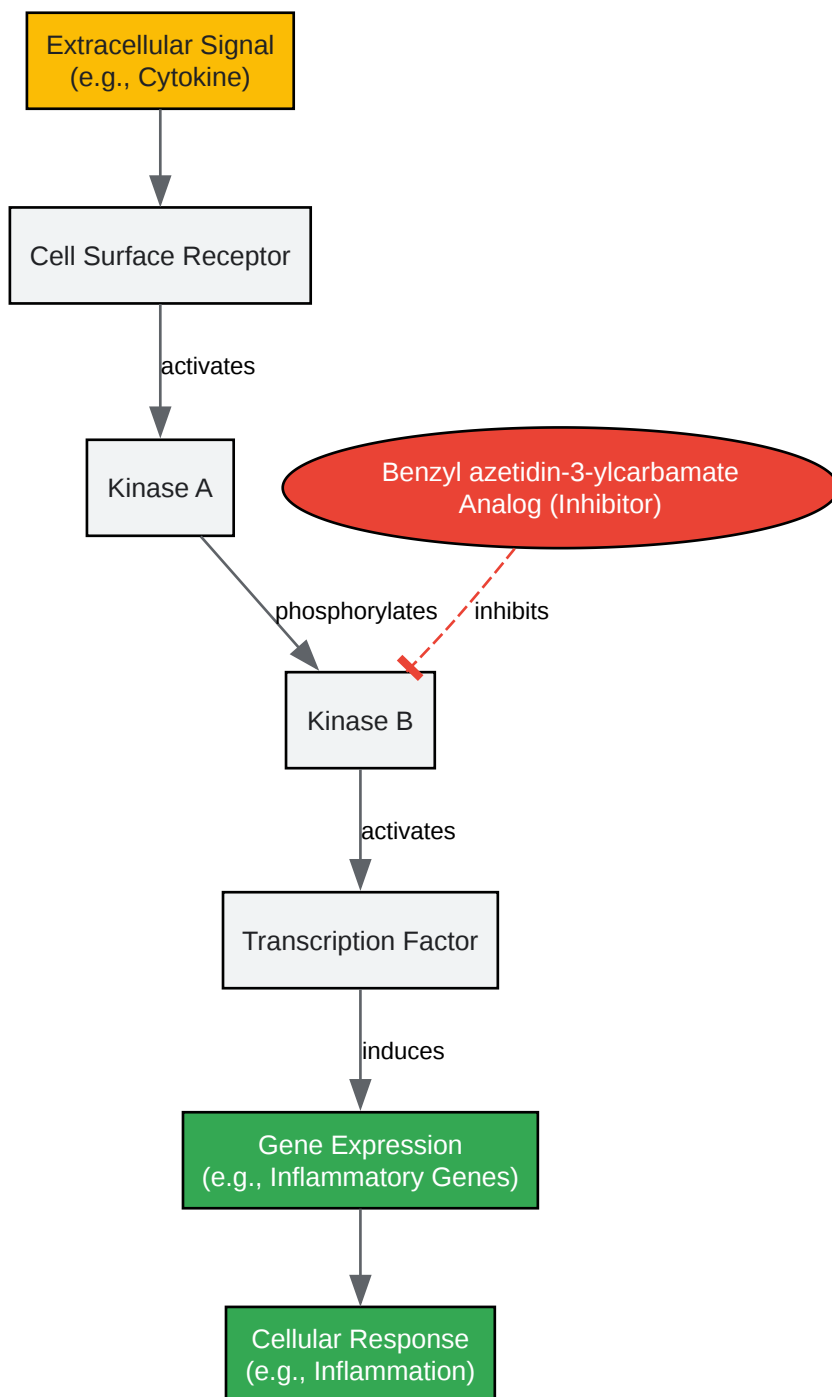 Extracellular Signal
(e.g., Cytokine)
Cell Surface Receptor
activates
Kinase A
Benzyl azetidin-3-ylcarbamate
Analog (Inhibitor)
phosphorylates
inhibits
Kinase B
activates
Transcription Factor
induces
Gene Expression
(e.g., Inflammatory Genes)
Cellular Response
(e.g., Inflammation)